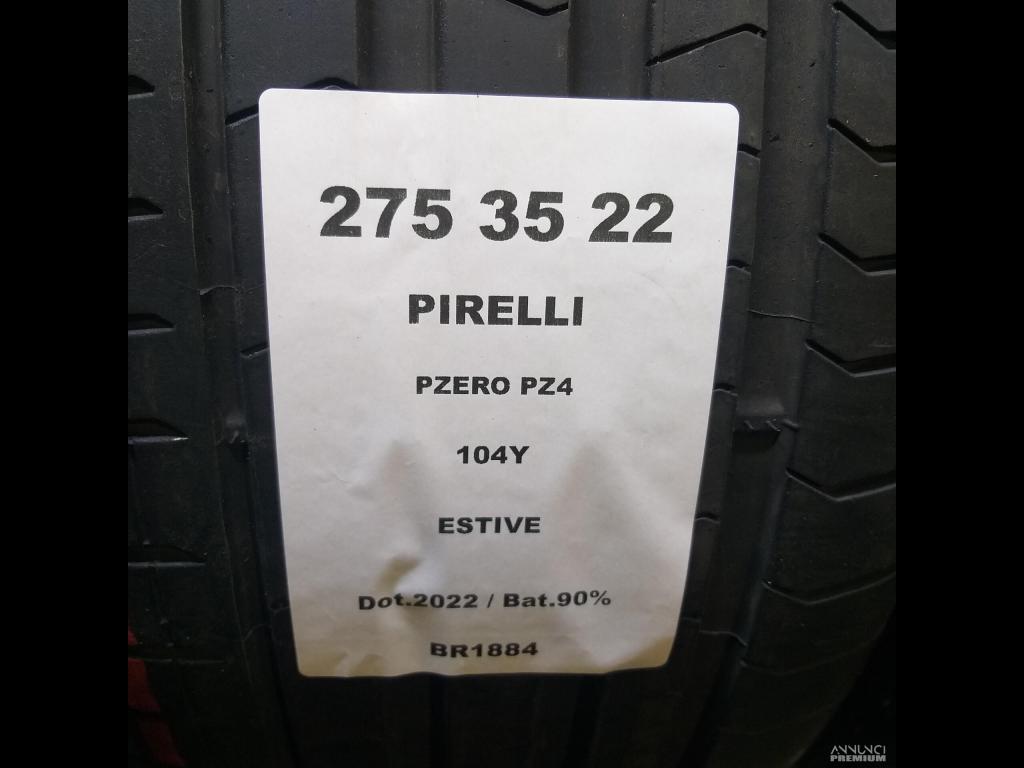 275 35 22
PIRELLI
PZERO PZ4
104Y
ESTIVE
Dot.2022 / Bat.90%
BR1884
ANNUNCI
PREMIUM